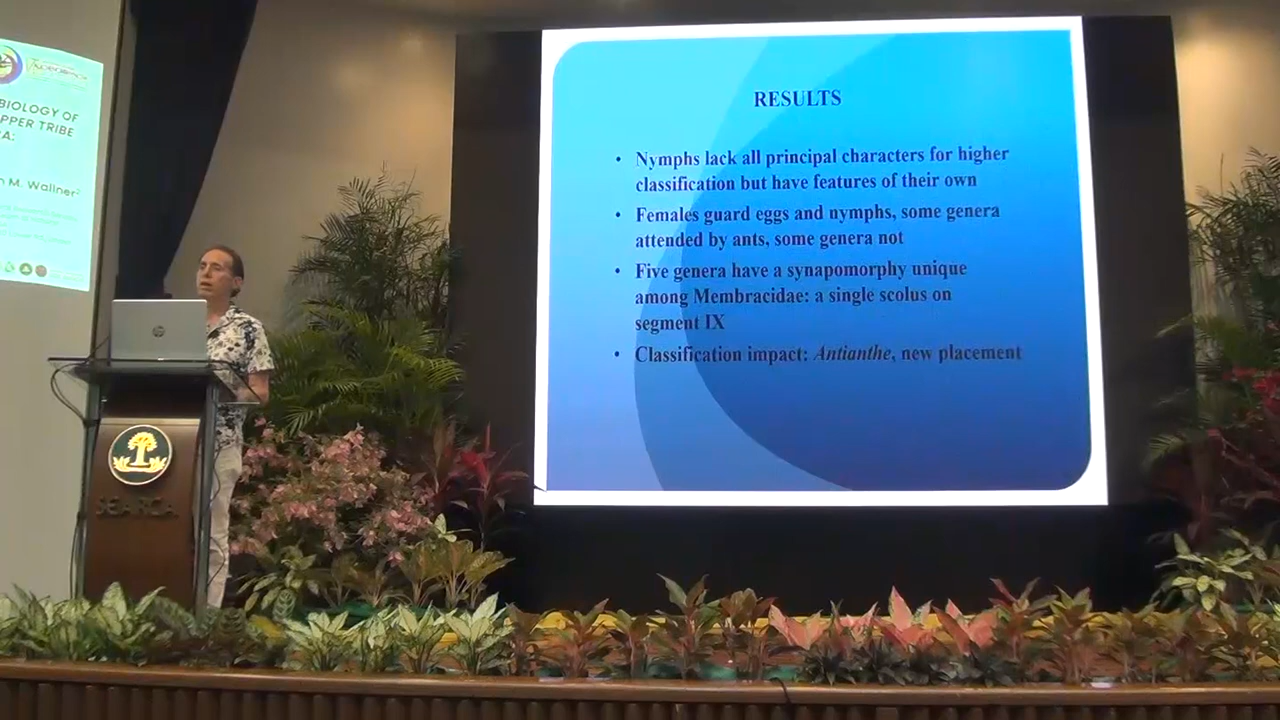 BIOLOGY OF
PPER TRIBE
M. Wallner²
hp
SEARCA
RESULTS
• Nymphs lack all principal characters for higher
classification but have features of their own
• Females guard eggs and nymphs, some genera
attended by ants, some genera not
• Five genera have a synapomorphy unique
among Membracidae: a single scolus on
segment IX
• Classification impact: Antianthe, new placement